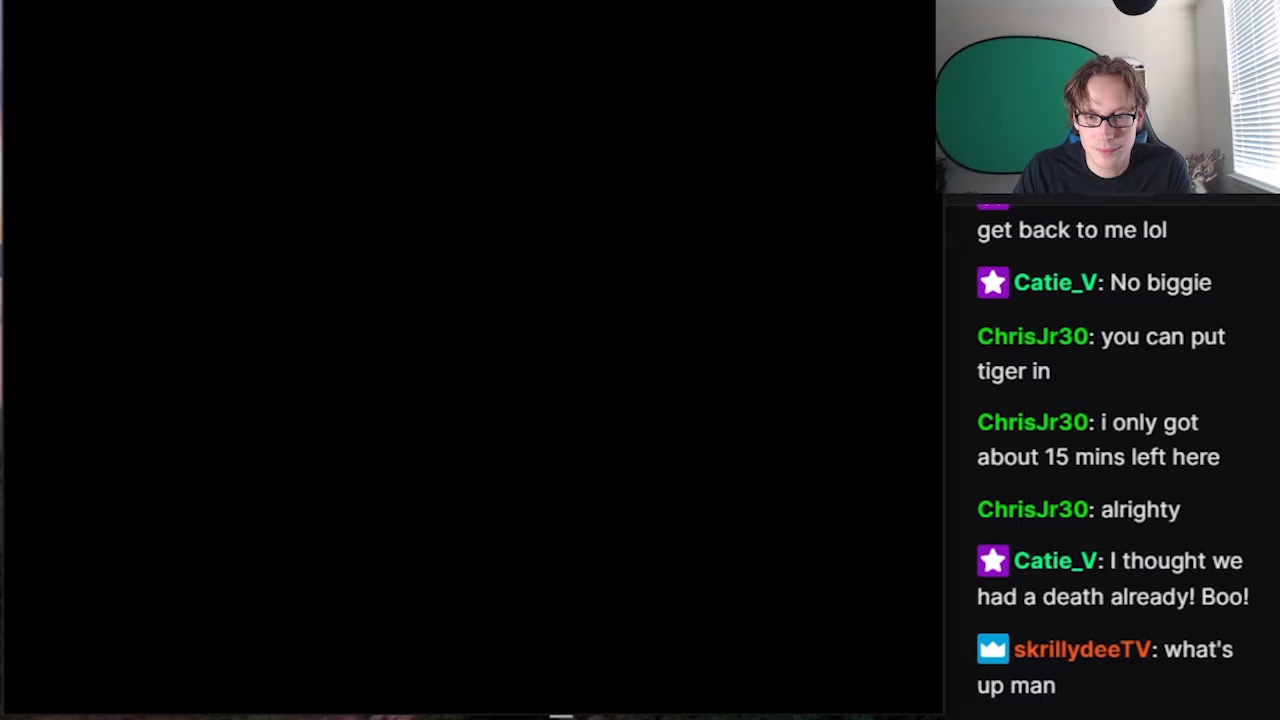 get back to me lol
Catie_V: No biggie
ChrisJr30: you can put
tiger in
ChrisJr30: i only got
about 15 mins left here
ChrisJr30: alrighty
Catie_V: I thought we
had a death already! Boo!
skrillydeeTV: what's
up man